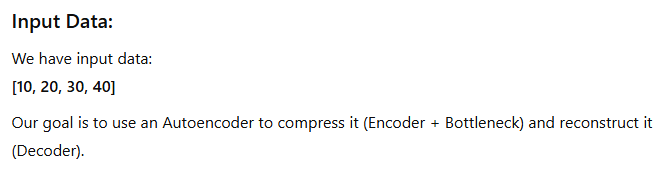 Input Data:
We have input data:
[10, 20, 30, 40]
Our goal is to use an Autoencoder to compress it (Encoder + Bottleneck) and reconstruct it
(Decoder).